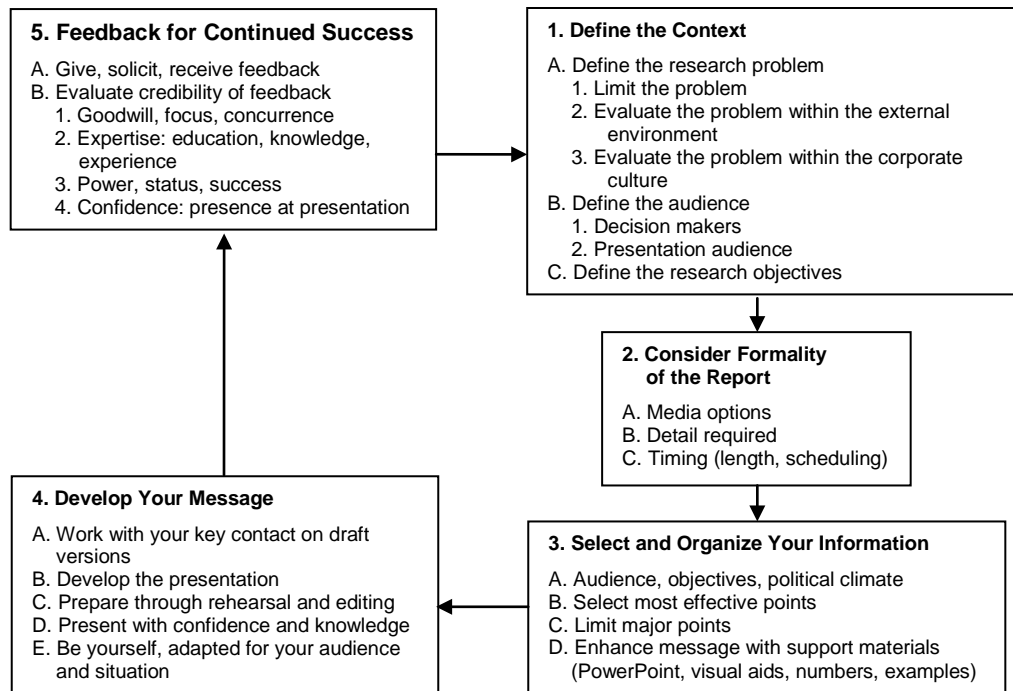 5. Feedback for Continued Success
A. Give, solicit, receive feedback
B. Evaluate credibility of feedback
1. Goodwill, focus, concurrence
2. Expertise: education, knowledge,
experience
3. Power, status, success
4. Confidence: presence at presentation
1. Define the Context
A. Define the research problem
1. Limit the problem
2. Evaluate the problem within the external
environment
3. Evaluate the problem within the corporate
culture
B. Define the audience
1. Decision makers
2. Presentation audience
C. Define the research objectives
2. Consider Formality
of the Report
A. Media options
B. Detail required
C. Timing (length, scheduling)
3. Select and Organize Your Information
A. Audience, objectives, political climate
B. Select most effective points
C. Limit major points
D. Enhance message with support materials
(PowerPoint, visual aids, numbers, examples)
4. Develop Your Message
A. Work with your key contact on draft
versions
B. Develop the presentation
C. Prepare through rehearsal and editing
D. Present with confidence and knowledge
E. Be yourself, adapted for your audience
and situation